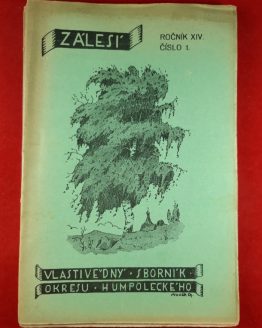 ZÁLESÍ
ROČNÍK XIV.
ČÍSLO 1.
VLASTIVĚDNÝ · SBORNÍK ·
OKRESU · HUMPOLECKÉHO